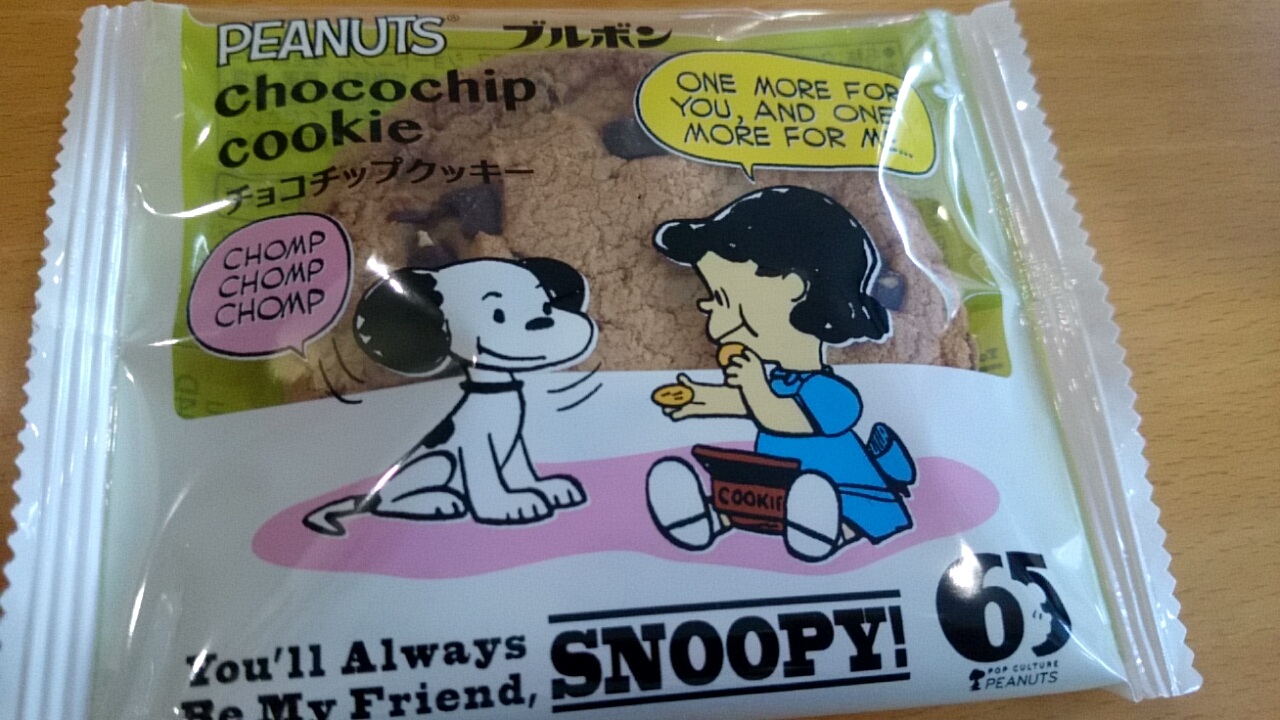 PEANUTS®
ブルボン
chocochip
cookie
チョコチップクッキー
ONE MORE FOR
YOU, AND ONE
MORE FOR ME...
CHOMP
CHOMP
CHOMP
COOKIE
You'll Always
Be My Friend,
SNOOPY!
65
POP CULTURE
PEANUTS